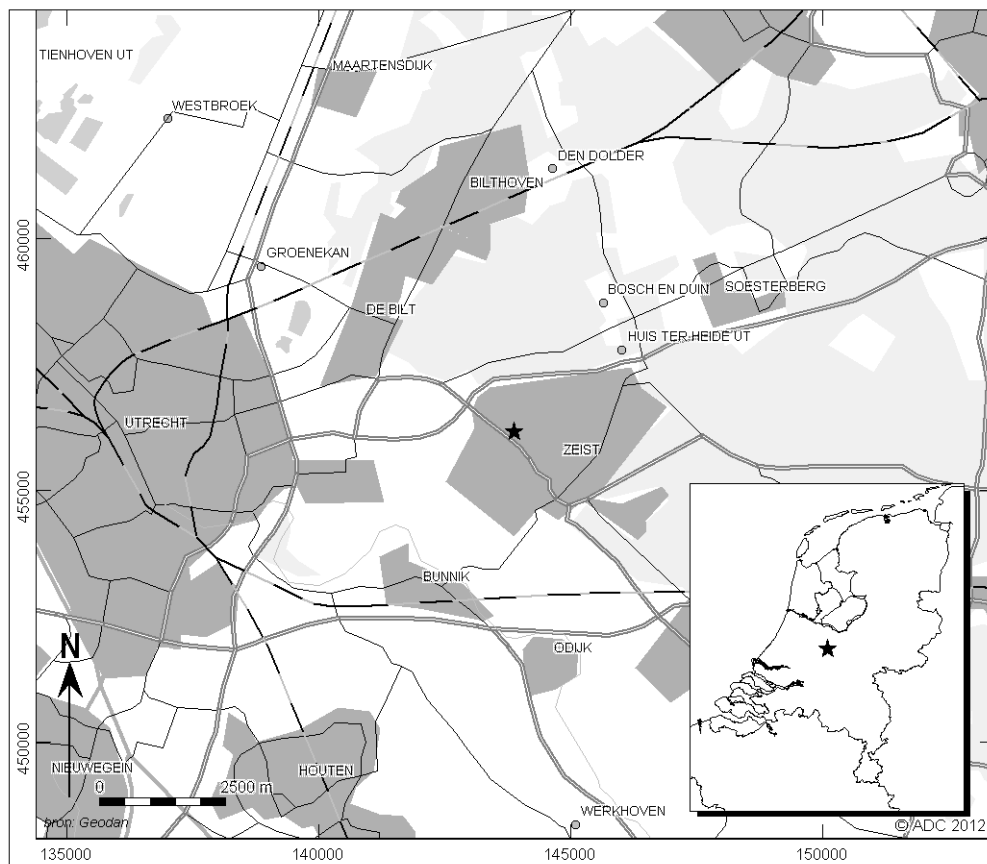 TIENHOVEN UT
MAARTENSDIJK
WESTBROEK
DEN DOLDER
BILTHOVEN
460000
GROENEKAN
BOSCH EN DUIN
SOESTERBERG
DE BILT
HUIS TER HEIDE UT
UTRECHT
ZEIST
455000
BUNNIK
N
ODIJK
450000
NIEUWEGEIN
HOUTEN
0 2500 m
WERKHOVEN
bron: Geodan
© ADC 2012
135000 140000 145000 150000